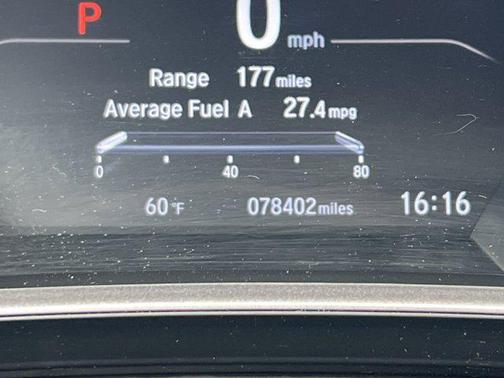 P
0 mph
Range 177 miles
Average Fuel A 27.4 mpg
0 40 80
60 °F 078402 miles 16:16